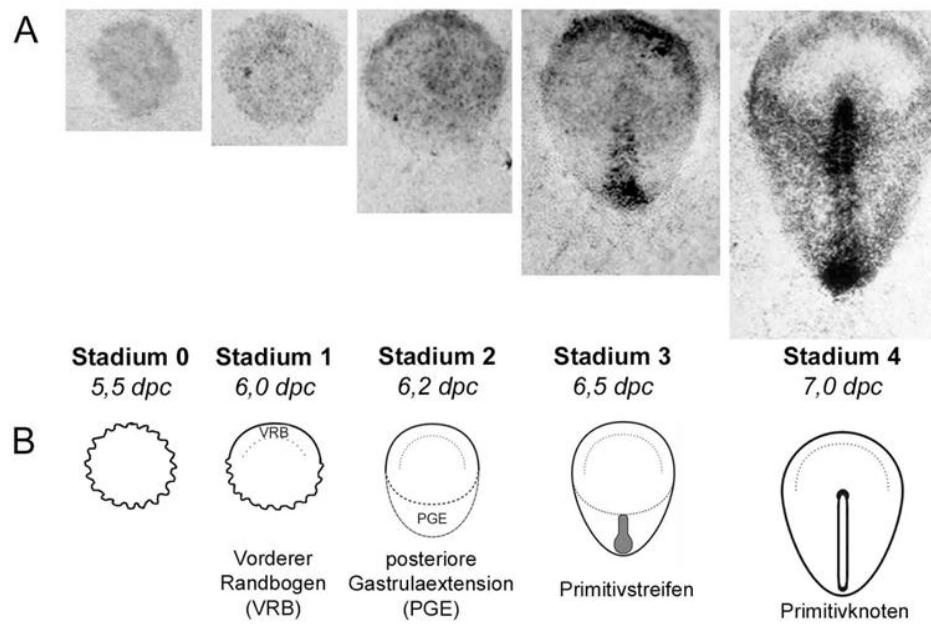 A
Stadium 0 Stadium 1 Stadium 2 Stadium 3 Stadium 4
5,5 dpc 6,0 dpc 6,2 dpc 6,5 dpc 7,0 dpc
B
VRB
PGE
Vorderer
Randbogen
(VRB)
posteriore
Gastrulaextension
(PGE)
Primitivstreifen
Primitivknoten